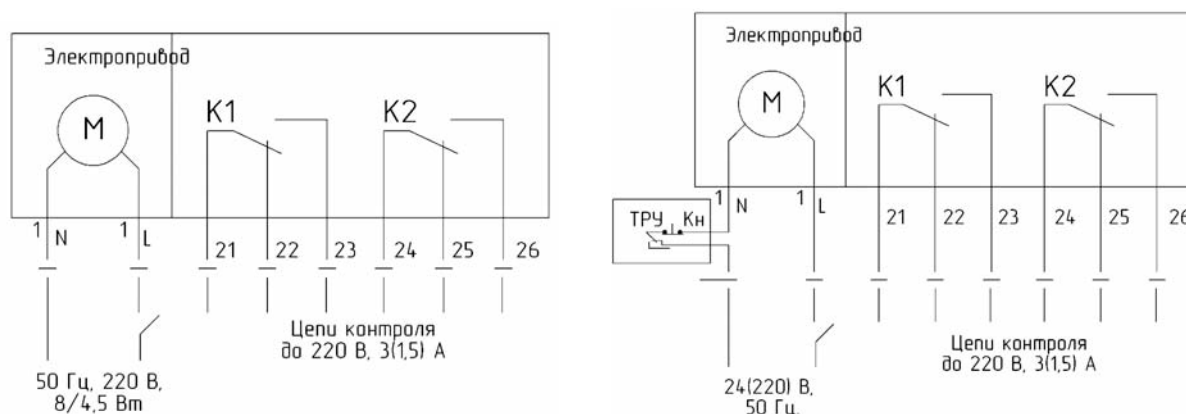 Электропривод
M
K1
K2
1 N
1 L
21
22
23
24
25
26
Цепи контроля
до 220 В, 3(1,5) А
50 Гц, 220 В,
8/4,5 Вт
Электропривод
M
K1
K2
ТРУ Кн
1 N
1 L
21
22
23
24
25
26
Цепи контроля
до 220 В, 3(1,5) А
24(220) В,
50 Гц,